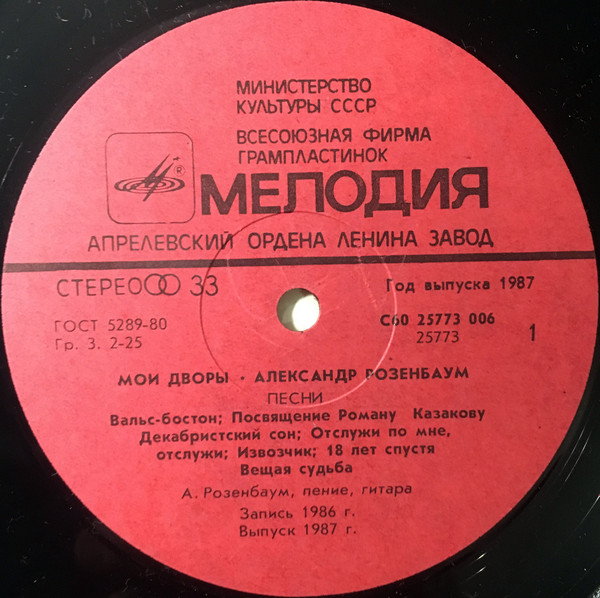 МИНИСТЕРСТВО
КУЛЬТУРЫ СССР
ВСЕСОЮЗНАЯ ФИРМА
ГРАМПЛАСТИНОК
® МЕЛОДИЯ
АПРЕЛЕВСКИЙ ОРДЕНА ЛЕНИНА ЗАВОД
СТЕРЕО 33
Год выпуска 1987
ГОСТ 5289-80
С60 25773 006
Гр. 3. 2-25
25773
1
МОИ ДВОРЫ · АЛЕКСАНДР РОЗЕНБАУМ
ПЕСНИ
Вальс-бостон; Посвящение Роману Казакову
Декабристский сон; Отслужи по мне,
отслужи; Извозчик; 18 лет спустя
Вещая судьба
А. Розенбаум, пение, гитара
Запись 1986 г.
Выпуск 1987 г.